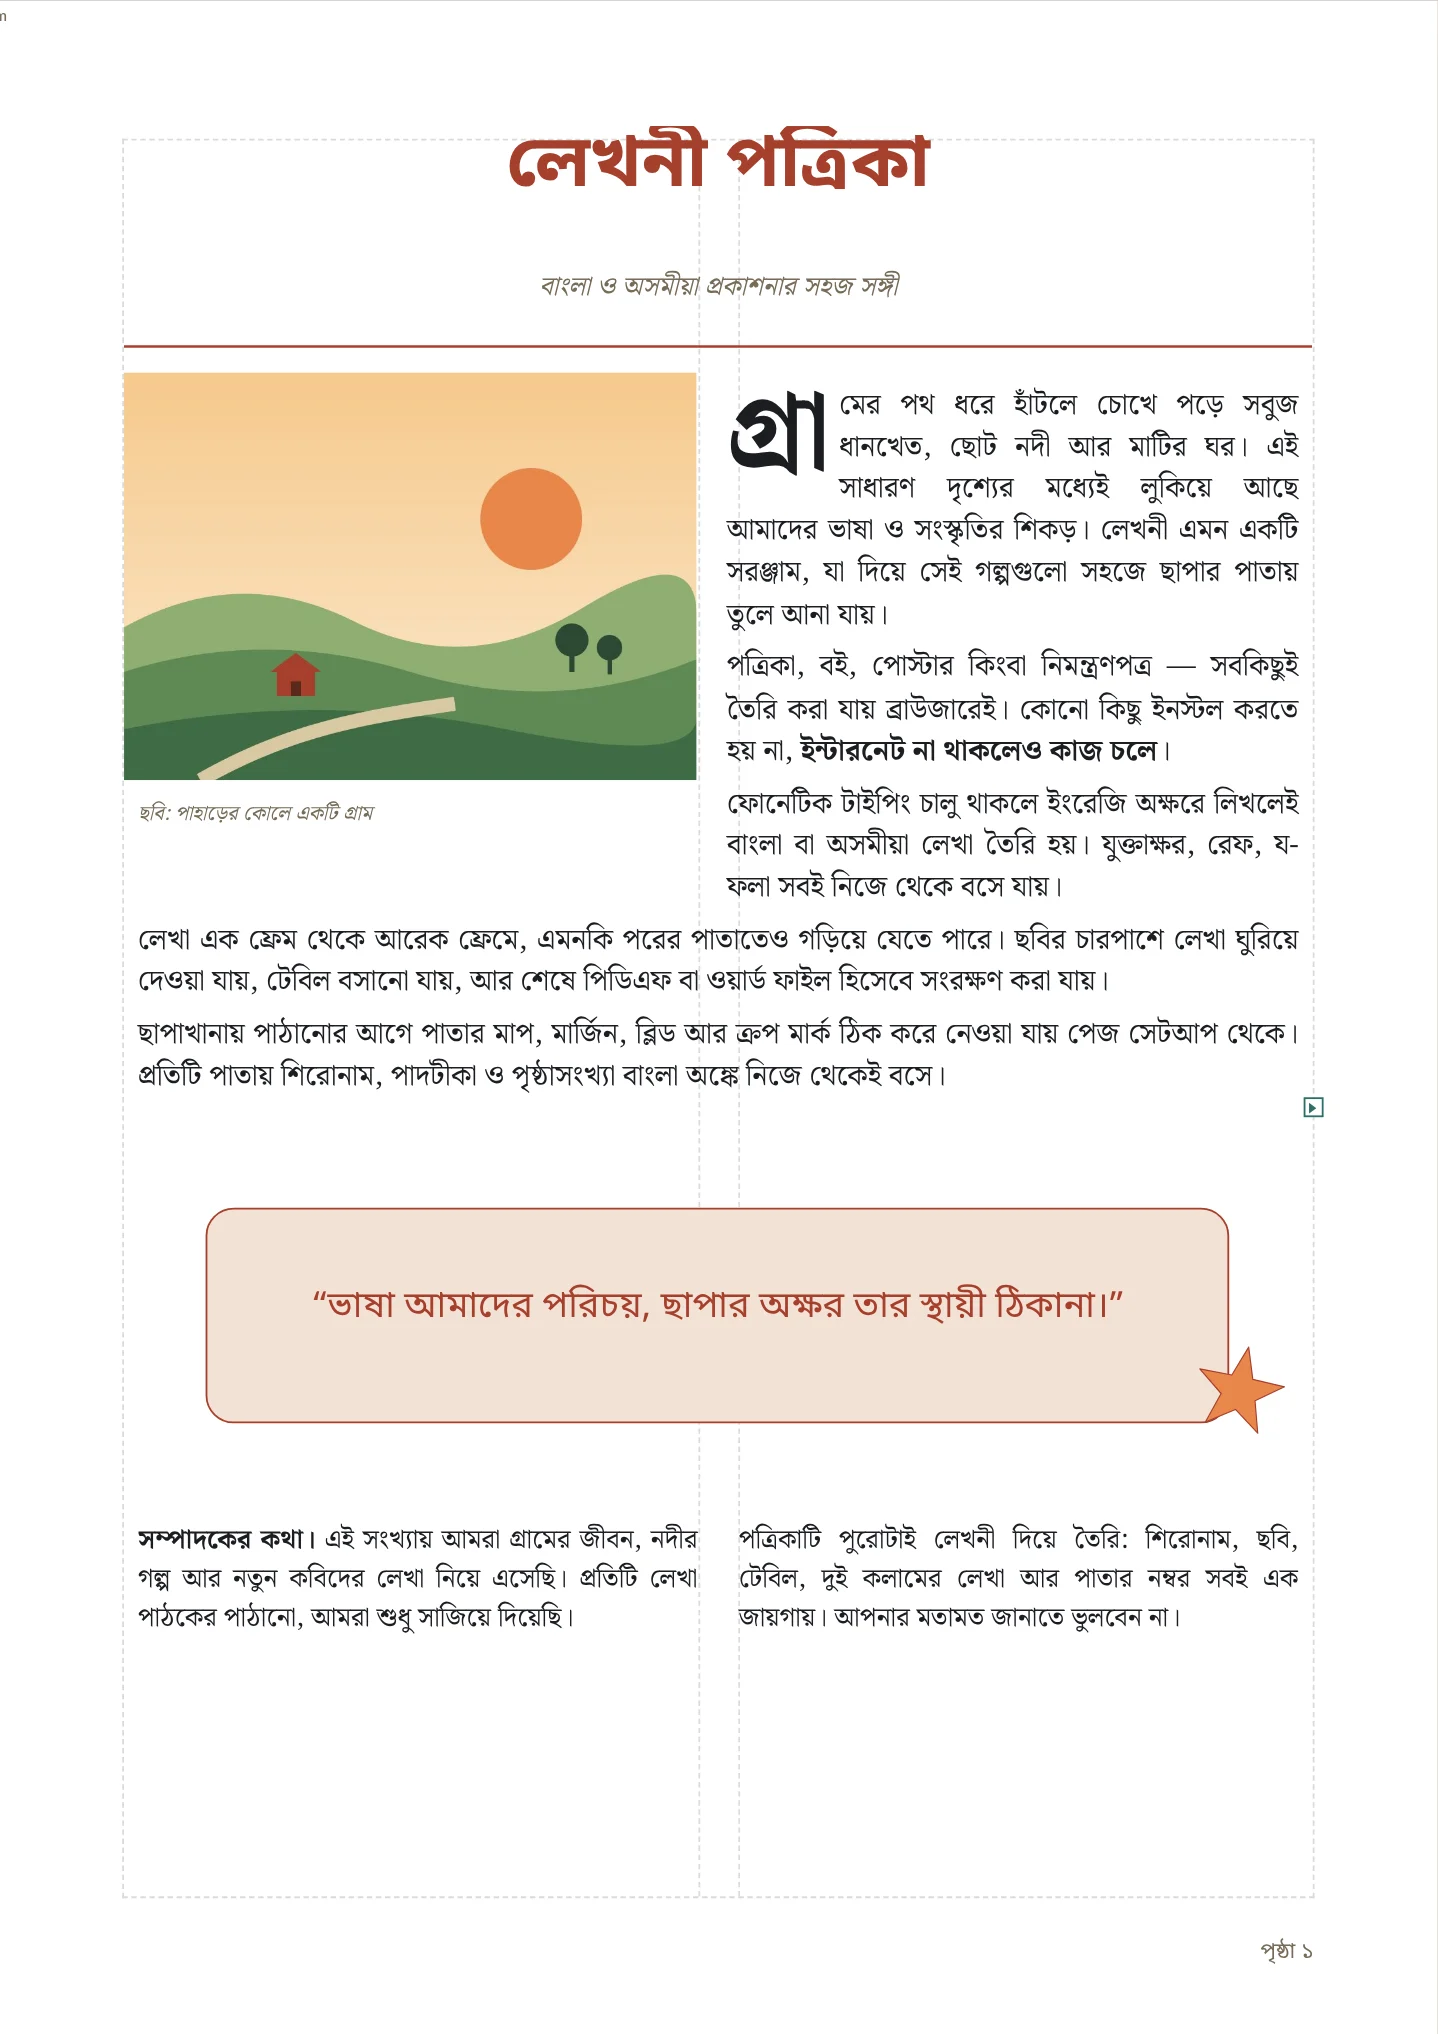 m
লেখনী পত্রিকা
বাংলা ও অসমীয়া প্রকাশনার সহজ সঙ্গী
ছবি: পাহাড়ের কোলে একটি গ্রাম
গ্রামের পথ ধরে হাঁটলে চোখে পড়ে সবুজ
ধানখেত, ছোট নদী আর মাটির ঘর। এই
সাধারণ দৃশ্যের মধ্যেই লুকিয়ে আছে
আমাদের ভাষা ও সংস্কৃতির শিকড়। লেখনী এমন একটি
সরঞ্জাম, যা দিয়ে সেই গল্পগুলো সহজে ছাপার পাতায়
তুলে আনা যায়।
পত্রিকা, বই, পোস্টার কিংবা নিমন্ত্রণপত্র — সবকিছুই
তৈরি করা যায় ব্রাউজারেই। কোনো কিছু ইনস্টল করতে
হয় না, ইন্টারনেট না থাকলেও কাজ চলে।
ফোনেটিক টাইপিং চালু থাকলে ইংরেজি অক্ষরে লিখলেই
বাংলা বা অসমীয়া লেখা তৈরি হয়। যুক্তাক্ষর, রেফ, য-
ফলা সবই নিজে থেকে বসে যায়।
লেখা এক ফ্রেম থেকে আরেক ফ্রেমে, এমনকি পরের পাতাতেও গড়িয়ে যেতে পারে। ছবির চারপাশে লেখা ঘুরিয়ে
দেওয়া যায়, টেবিল বসানো যায়, আর শেষে পিডিএফ বা ওয়ার্ড ফাইল হিসেবে সংরক্ষণ করা যায়।
ছাপাখানায় পাঠানোর আগে পাতার মাপ, মার্জিন, ব্লিড আর ক্রপ মার্ক ঠিক করে নেওয়া যায় পেজ সেটআপ থেকে।
প্রতিটি পাতায় শিরোনাম, পাদটীকা ও পৃষ্ঠাসংখ্যা বাংলা অঙ্কে নিজে থেকেই বসে।
“ভাষা আমাদের পরিচয়, ছাপার অক্ষর তার স্থায়ী ঠিকানা।”
সম্পাদকের কথা। এই সংখ্যায় আমরা গ্রামের জীবন, নদীর
গল্প আর নতুন কবিদের লেখা নিয়ে এসেছি। প্রতিটি লেখা
পাঠকের পাঠানো, আমরা শুধু সাজিয়ে দিয়েছি।
পত্রিকাটি পুরোটাই লেখনী দিয়ে তৈরি: শিরোনাম, ছবি,
টেবিল, দুই কলামের লেখা আর পাতার নম্বর সবই এক
জায়গায়। আপনার মতামত জানাতে ভুলবেন না।
পৃষ্ঠা ১